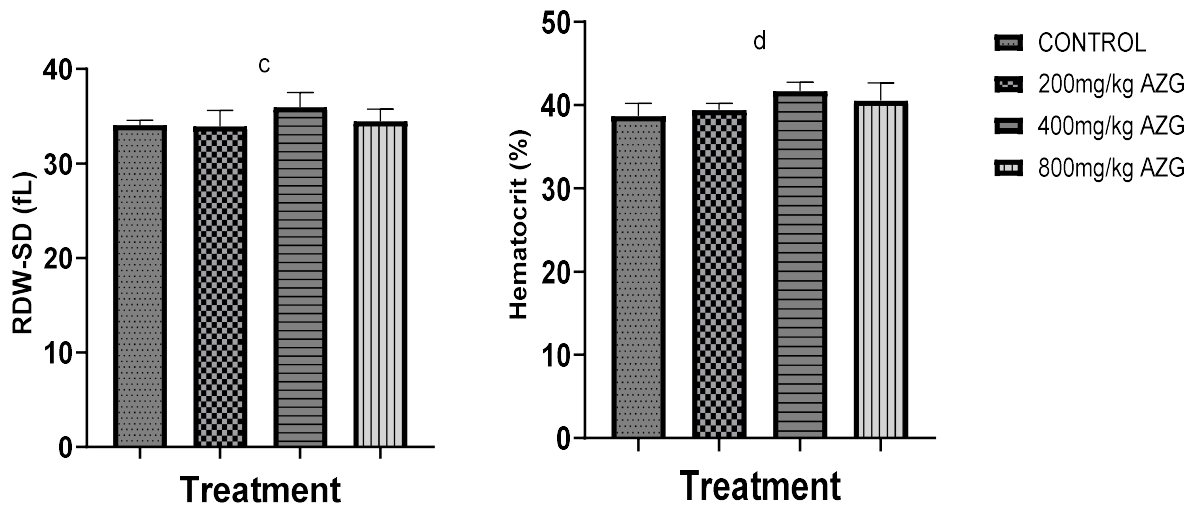 c
RDW-SD (fL)
40
30
20
10
0
Treatment
d
Hematocrit (%)
50
40
30
20
10
0
Treatment
CONTROL
200mg/kg AZG
400mg/kg AZG
800mg/kg AZG